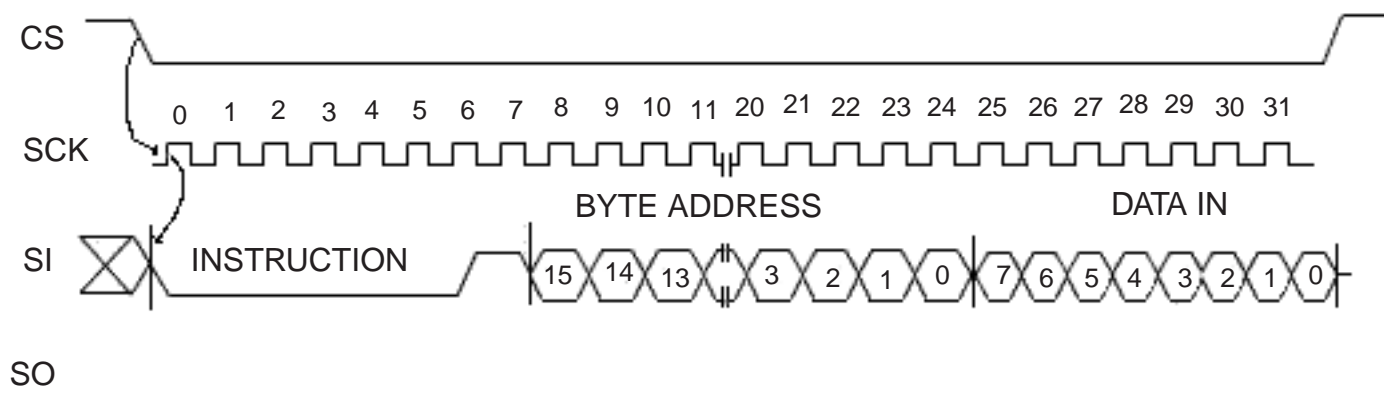 CS
0 1 2 3 4 5 6 7 8 9 10 11 20 21 22 23 24 25 26 27 28 29 30 31
SCK
BYTE ADDRESS DATA IN
SI INSTRUCTION 15 14 13 3 2 1 0 7 6 5 4 3 2 1 0
SO